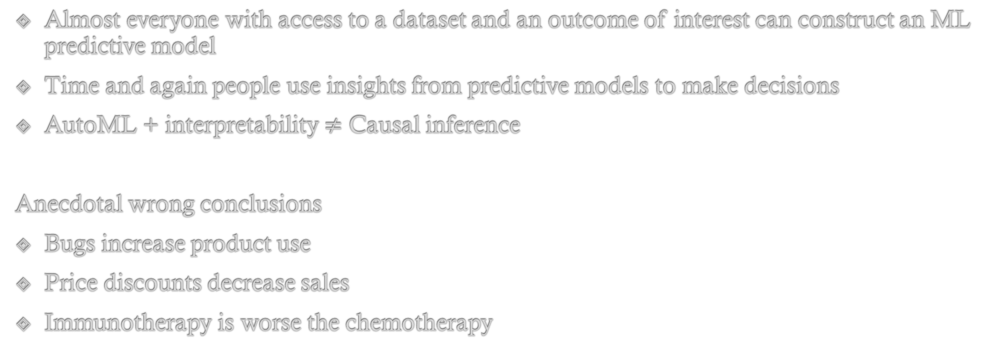 Almost everyone with access to a dataset and an outcome of interest can construct an ML
predictive model
Time and again people use insights from predictive models to make decisions
AutoML + interpretability ≠ Causal inference
Anecdotal wrong conclusions
Bugs increase product use
Price discounts decrease sales
Immunotherapy is worse the chemotherapy